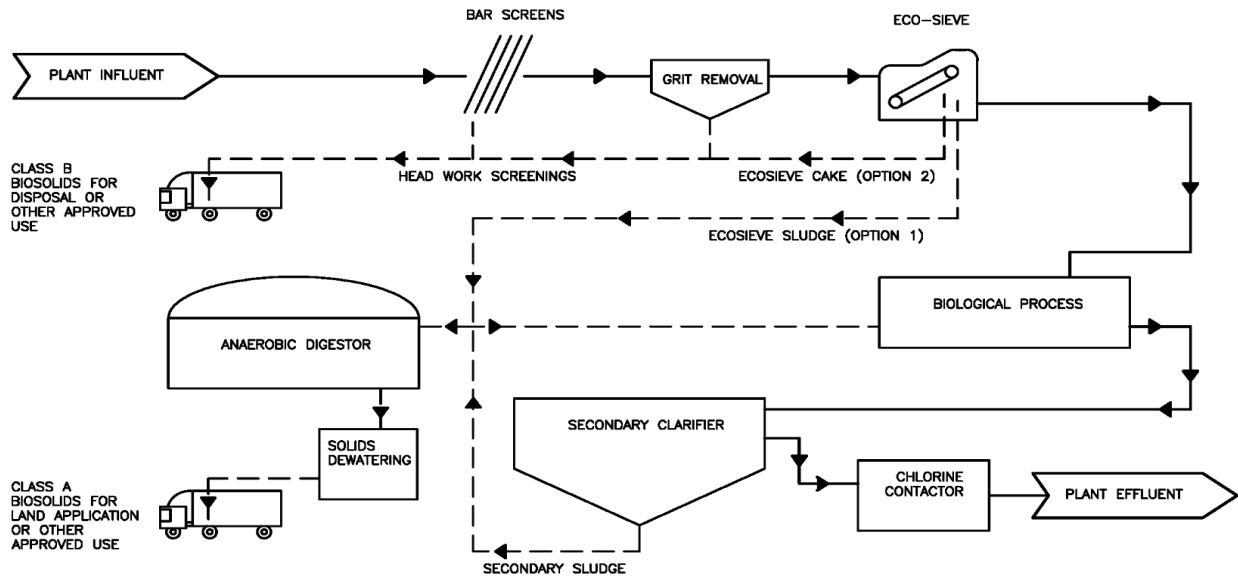 BAR SCREENS
ECO-SIEVE
PLANT INFLUENT
GRIT REMOVAL
CLASS B
BIOSOLIDS FOR
DISPOSAL OR
OTHER APPROVED
USE
HEAD WORK SCREENINGS
ECOSIEVE CAKE (OPTION 2)
ECOSIEVE SLUDGE (OPTION 1)
BIOLOGICAL PROCESS
ANAEROBIC DIGESTOR
SECONDARY CLARIFIER
SOLIDS
DEWATERING
CHLORINE
CONTACTOR
PLANT EFFLUENT
CLASS A
BIOSOLIDS FOR
LAND APPLICATION
OR OTHER
APPROVED USE
SECONDARY SLUDGE